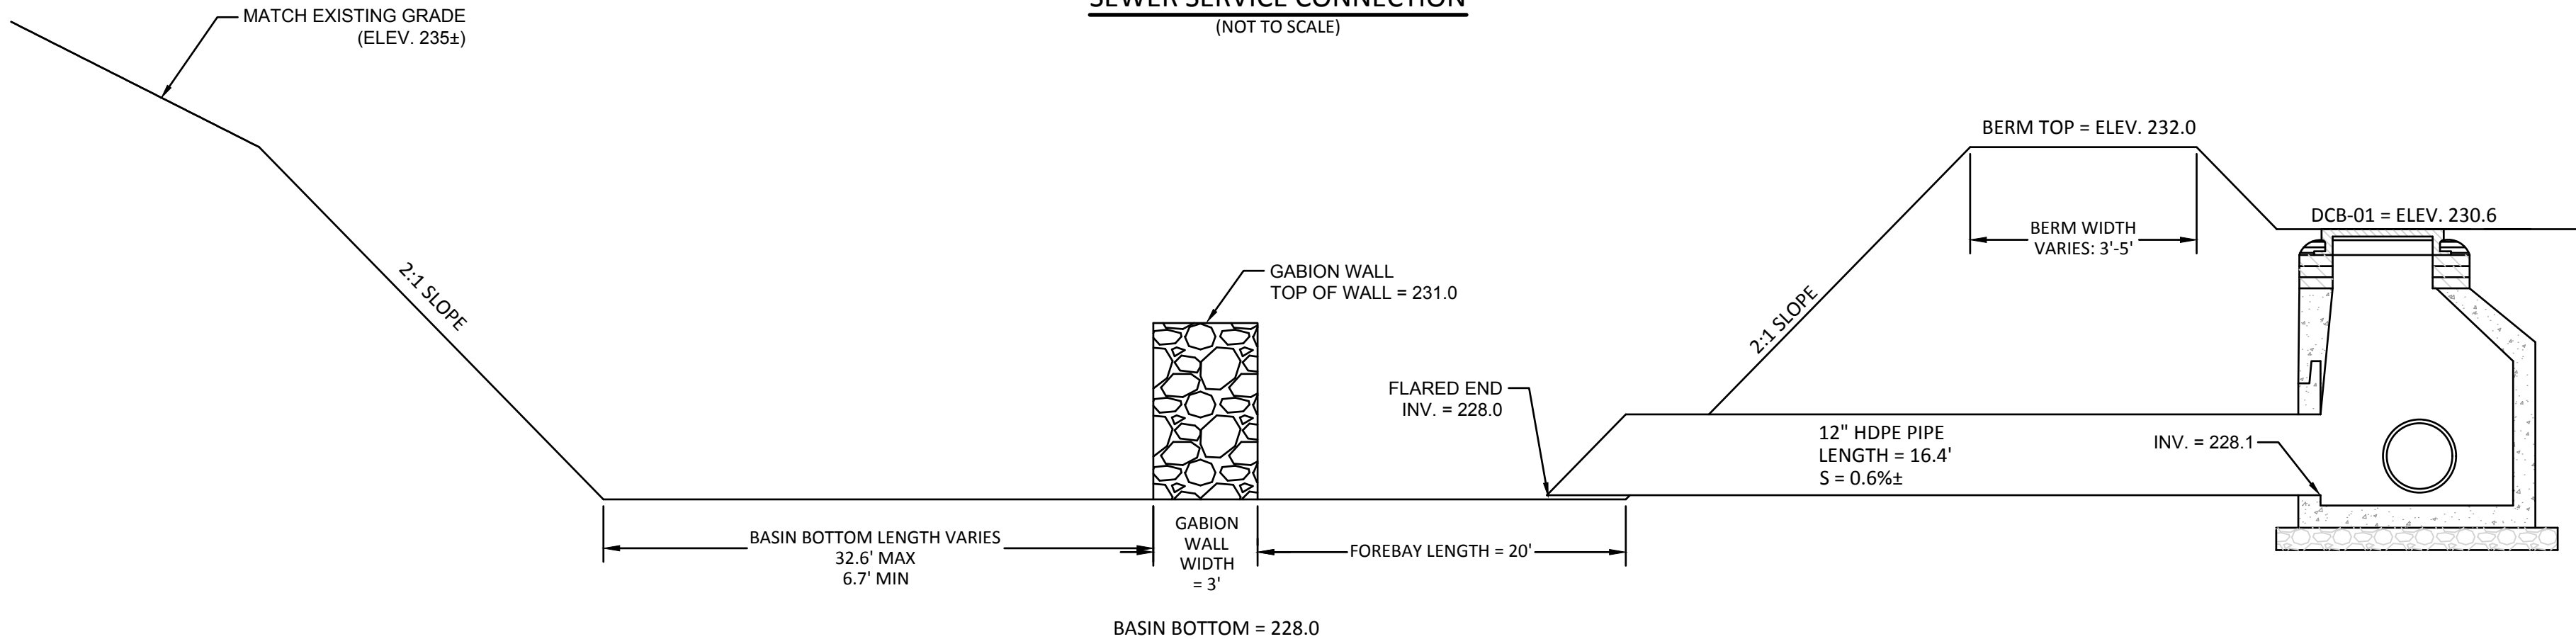 SEWER SERVICE CONNECTION
(NOT TO SCALE)
MATCH EXISTING GRADE
(ELEV. 235±)
2:1 SLOPE
GABION WALL
TOP OF WALL = 231.0
FLARED END
INV. = 228.0
2:1 SLOPE
BERM TOP = ELEV. 232.0
BERM WIDTH
VARIES: 3'-5'
DCB-01 = ELEV. 230.6
12" HDPE PIPE
LENGTH = 16.4'
S = 0.6%±
INV. = 228.1
BASIN BOTTOM LENGTH VARIES
32.6' MAX
6.7' MIN
GABION
WALL
WIDTH
= 3'
FOREBAY LENGTH = 20'
BASIN BOTTOM = 228.0